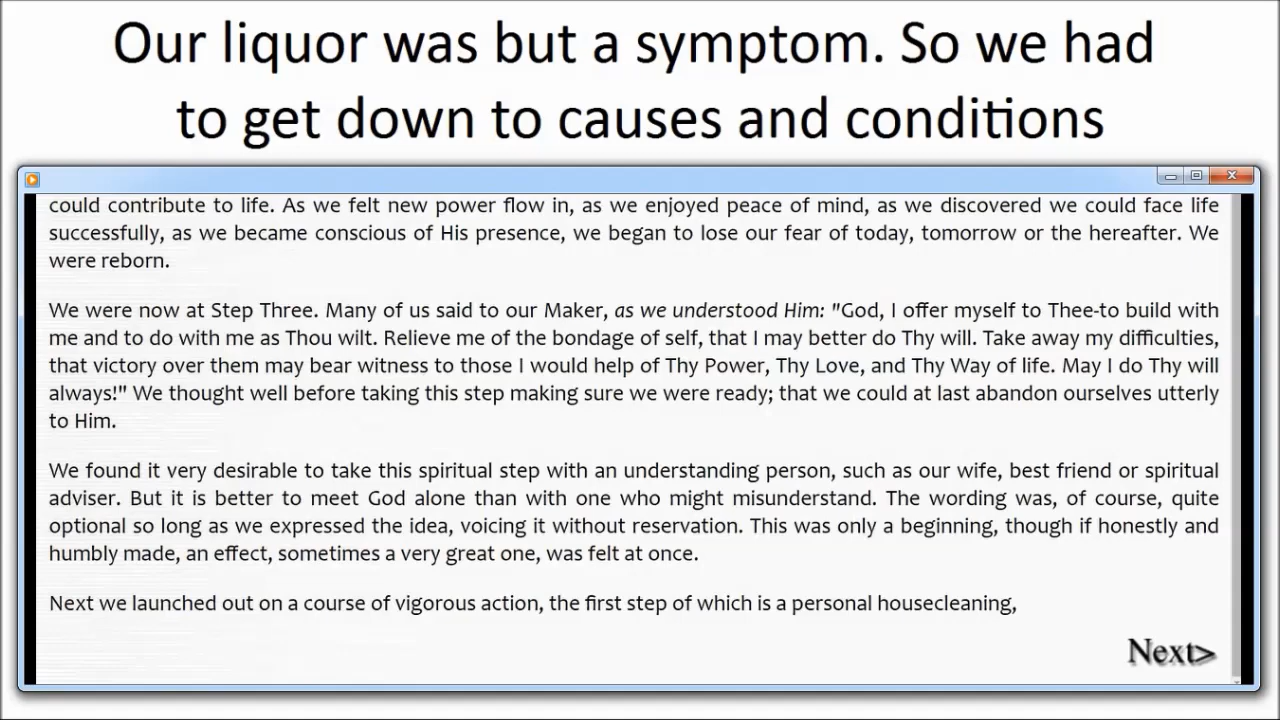 Our liquor was but a symptom. So we had
to get down to causes and conditions
could contribute to life. As we felt new power flow in, as we enjoyed peace of mind, as we discovered we could face life
successfully, as we became conscious of His presence, we began to lose our fear of today, tomorrow or the hereafter. We
were reborn.
We were now at Step Three. Many of us said to our Maker, as we understood Him: "God, I offer myself to Thee-to build with
me and to do with me as Thou wilt. Relieve me of the bondage of self, that I may better do Thy will. Take away my difficulties,
that victory over them may bear witness to those I would help of Thy Power, Thy Love, and Thy Way of life. May I do Thy will
always!" We thought well before taking this step making sure we were ready; that we could at last abandon ourselves utterly
to Him.
We found it very desirable to take this spiritual step with an understanding person, such as our wife, best friend or spiritual
adviser. But it is better to meet God alone than with one who might misunderstand. The wording was, of course, quite
optional so long as we expressed the idea, voicing it without reservation. This was only a beginning, though if honestly and
humbly made, an effect, sometimes a very great one, was felt at once.
Next we launched out on a course of vigorous action, the first step of which is a personal housecleaning,
Next>